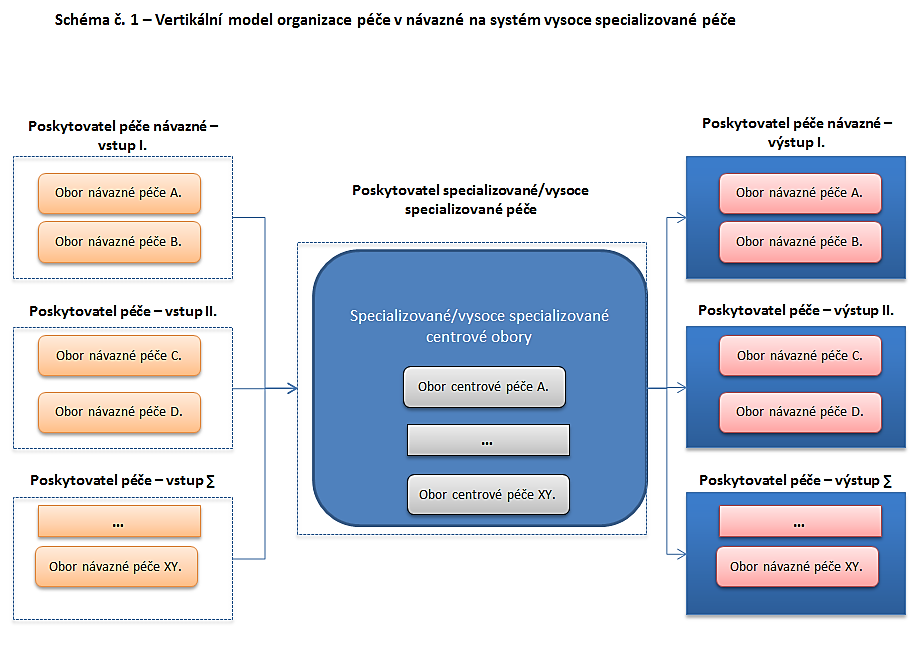 Schéma č. 1 – Vertikální model organizace péče v návazné na systém vysoce specializované péče
Poskytovatel péče návazné –
vstup I.
Obor návazné péče A.
Obor návazné péče B.
Poskytovatel péče – vstup II.
Obor návazné péče C.
Obor návazné péče D.
Poskytovatel péče – vstup ∑
...
Obor návazné péče XY.
Poskytovatel specializované/vysoce
specializované péče
Specializované/vysoce specializované
centrové obory
Obor centrové péče A.
...
Obor centrové péče XY.
Poskytovatel péče návazné –
výstup I.
Obor návazné péče A.
Obor návazné péče B.
Poskytovatel péče – výstup II.
Obor návazné péče C.
Obor návazné péče D.
Poskytovatel péče – výstup ∑
...
Obor návazné péče XY.